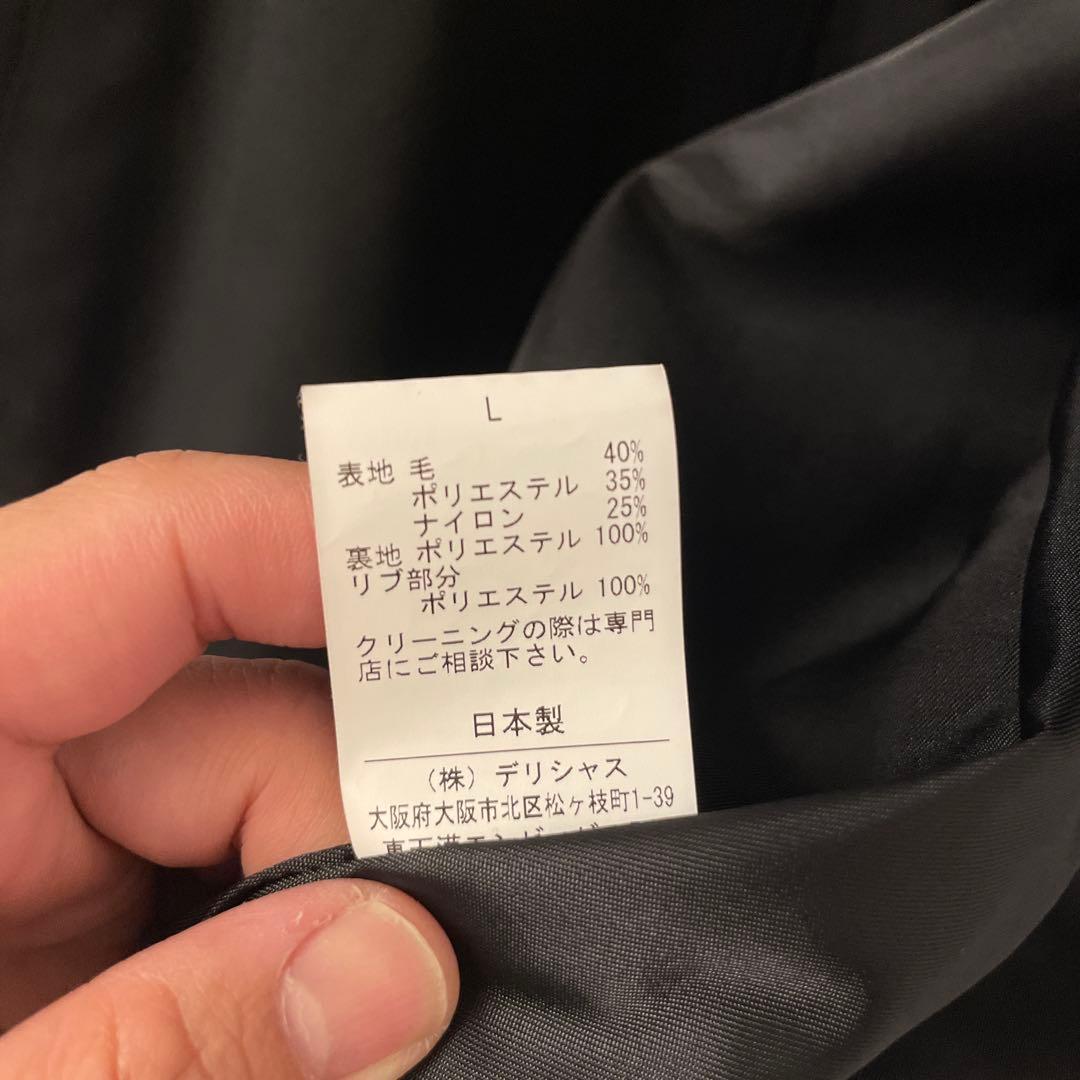 L
表地 毛 40%
ポリエステル 35%
ナイロン 25%
裏地 ポリエステル 100%
リブ部分
ポリエステル 100%
クリーニングの際は専門
店にご相談下さい。
日本製
(株) デリシャス
大阪府大阪市北区松ヶ枝町1-39